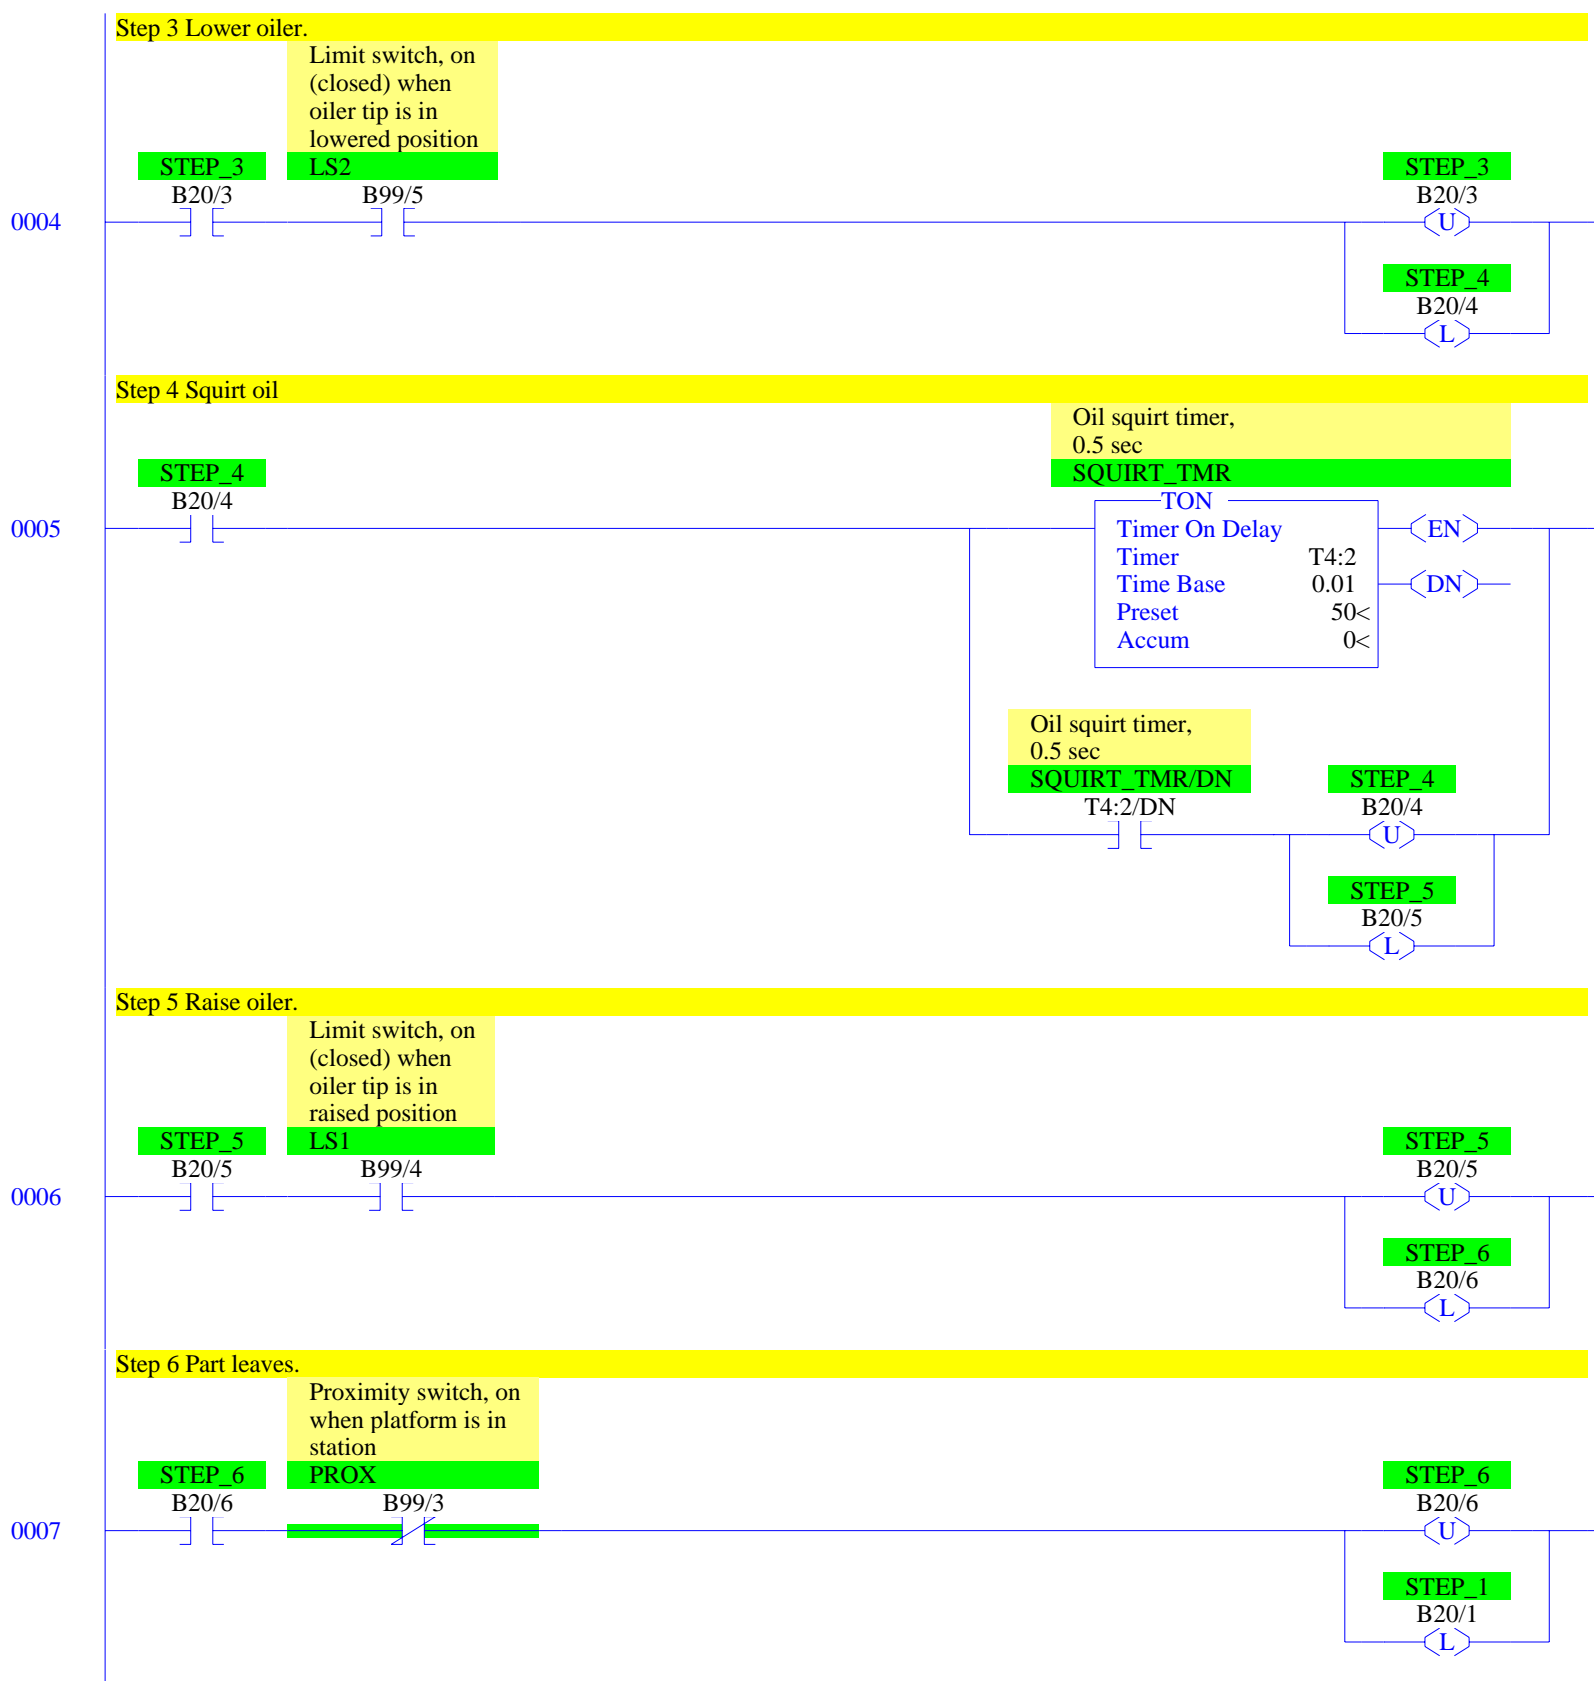 Step 3 Lower oiler.
Limit switch, on
(closed) when
oiler tip is in
lowered position
STEP_3 LS2 STEP_3
B20/3 B99/5 B20/3
0004 U
STEP_4
B20/4
L
Step 4 Squirt oil
Oil squirt timer,
0.5 sec
STEP_4 SQUIRT_TMR
B20/4 TON
0005 Timer On Delay EN
Timer T4:2
Time Base 0.01 DN
Preset 50<
Accum 0<
Oil squirt timer,
0.5 sec
SQUIRT_TMR/DN STEP_4
T4:2/DN B20/4
U
STEP_5
B20/5
L
Step 5 Raise oiler.
Limit switch, on
(closed) when
oiler tip is in
raised position
STEP_5 LS1 STEP_5
B20/5 B99/4 B20/5
0006 U
STEP_6
B20/6
L
Step 6 Part leaves.
Proximity switch, on
when platform is in
station
STEP_6 PROX STEP_6
B20/6 B99/3 B20/6
0007 U
STEP_1
B20/1
L